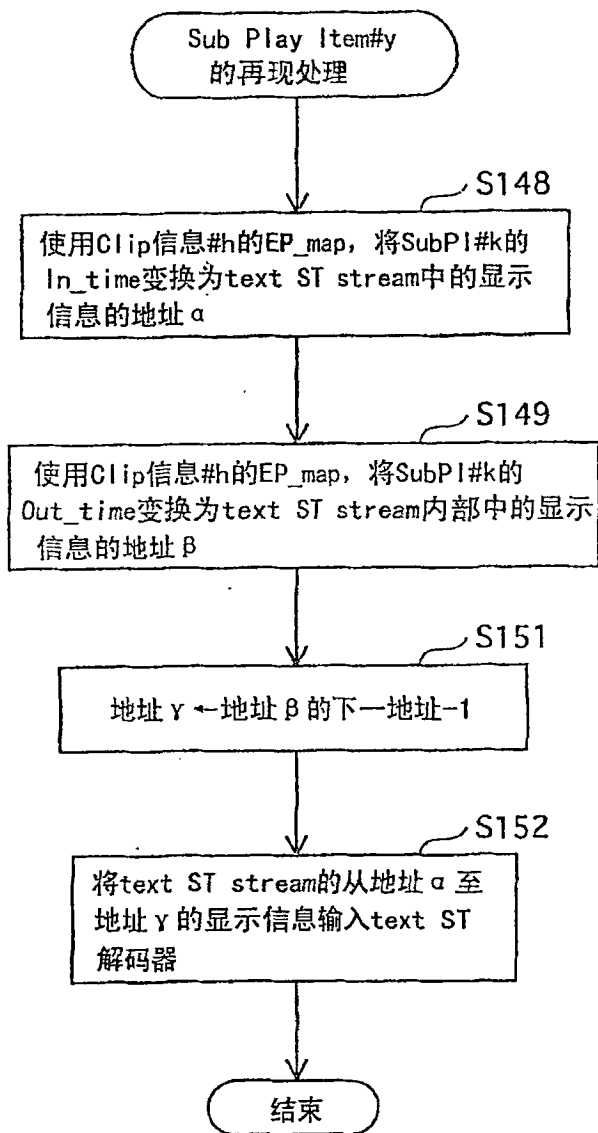 Sub Play Item#y
的再现处理
S148
使用Clip信息#h的EP_map，将SubPI#k的
In_time变换为text ST stream中的显示
信息的地址α
S149
使用Clip信息#h的EP_map，将SubPI#k的
Out_time变换为text ST stream内部中的显示
信息的地址β
S151
地址γ←地址β的下一地址-1
S152
将text ST stream的从地址α至
地址γ的显示信息输入text ST
解码器
结束